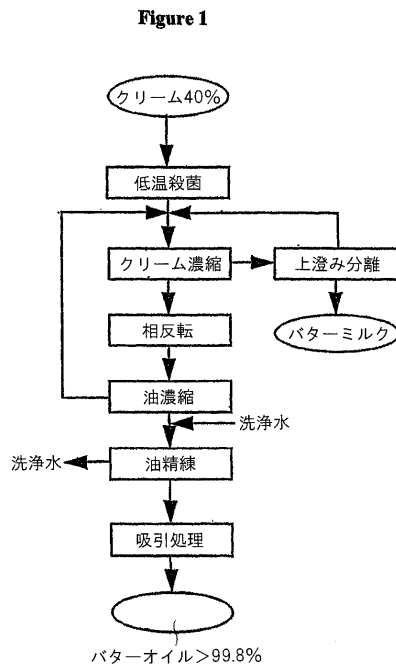 Figure 1
クリーム40%
低温殺菌
クリーム濃縮
上澄み分離
相反転
バターミルク
油濃縮
洗浄水
洗浄水
油精練
吸引処理
バターオイル>99.8%